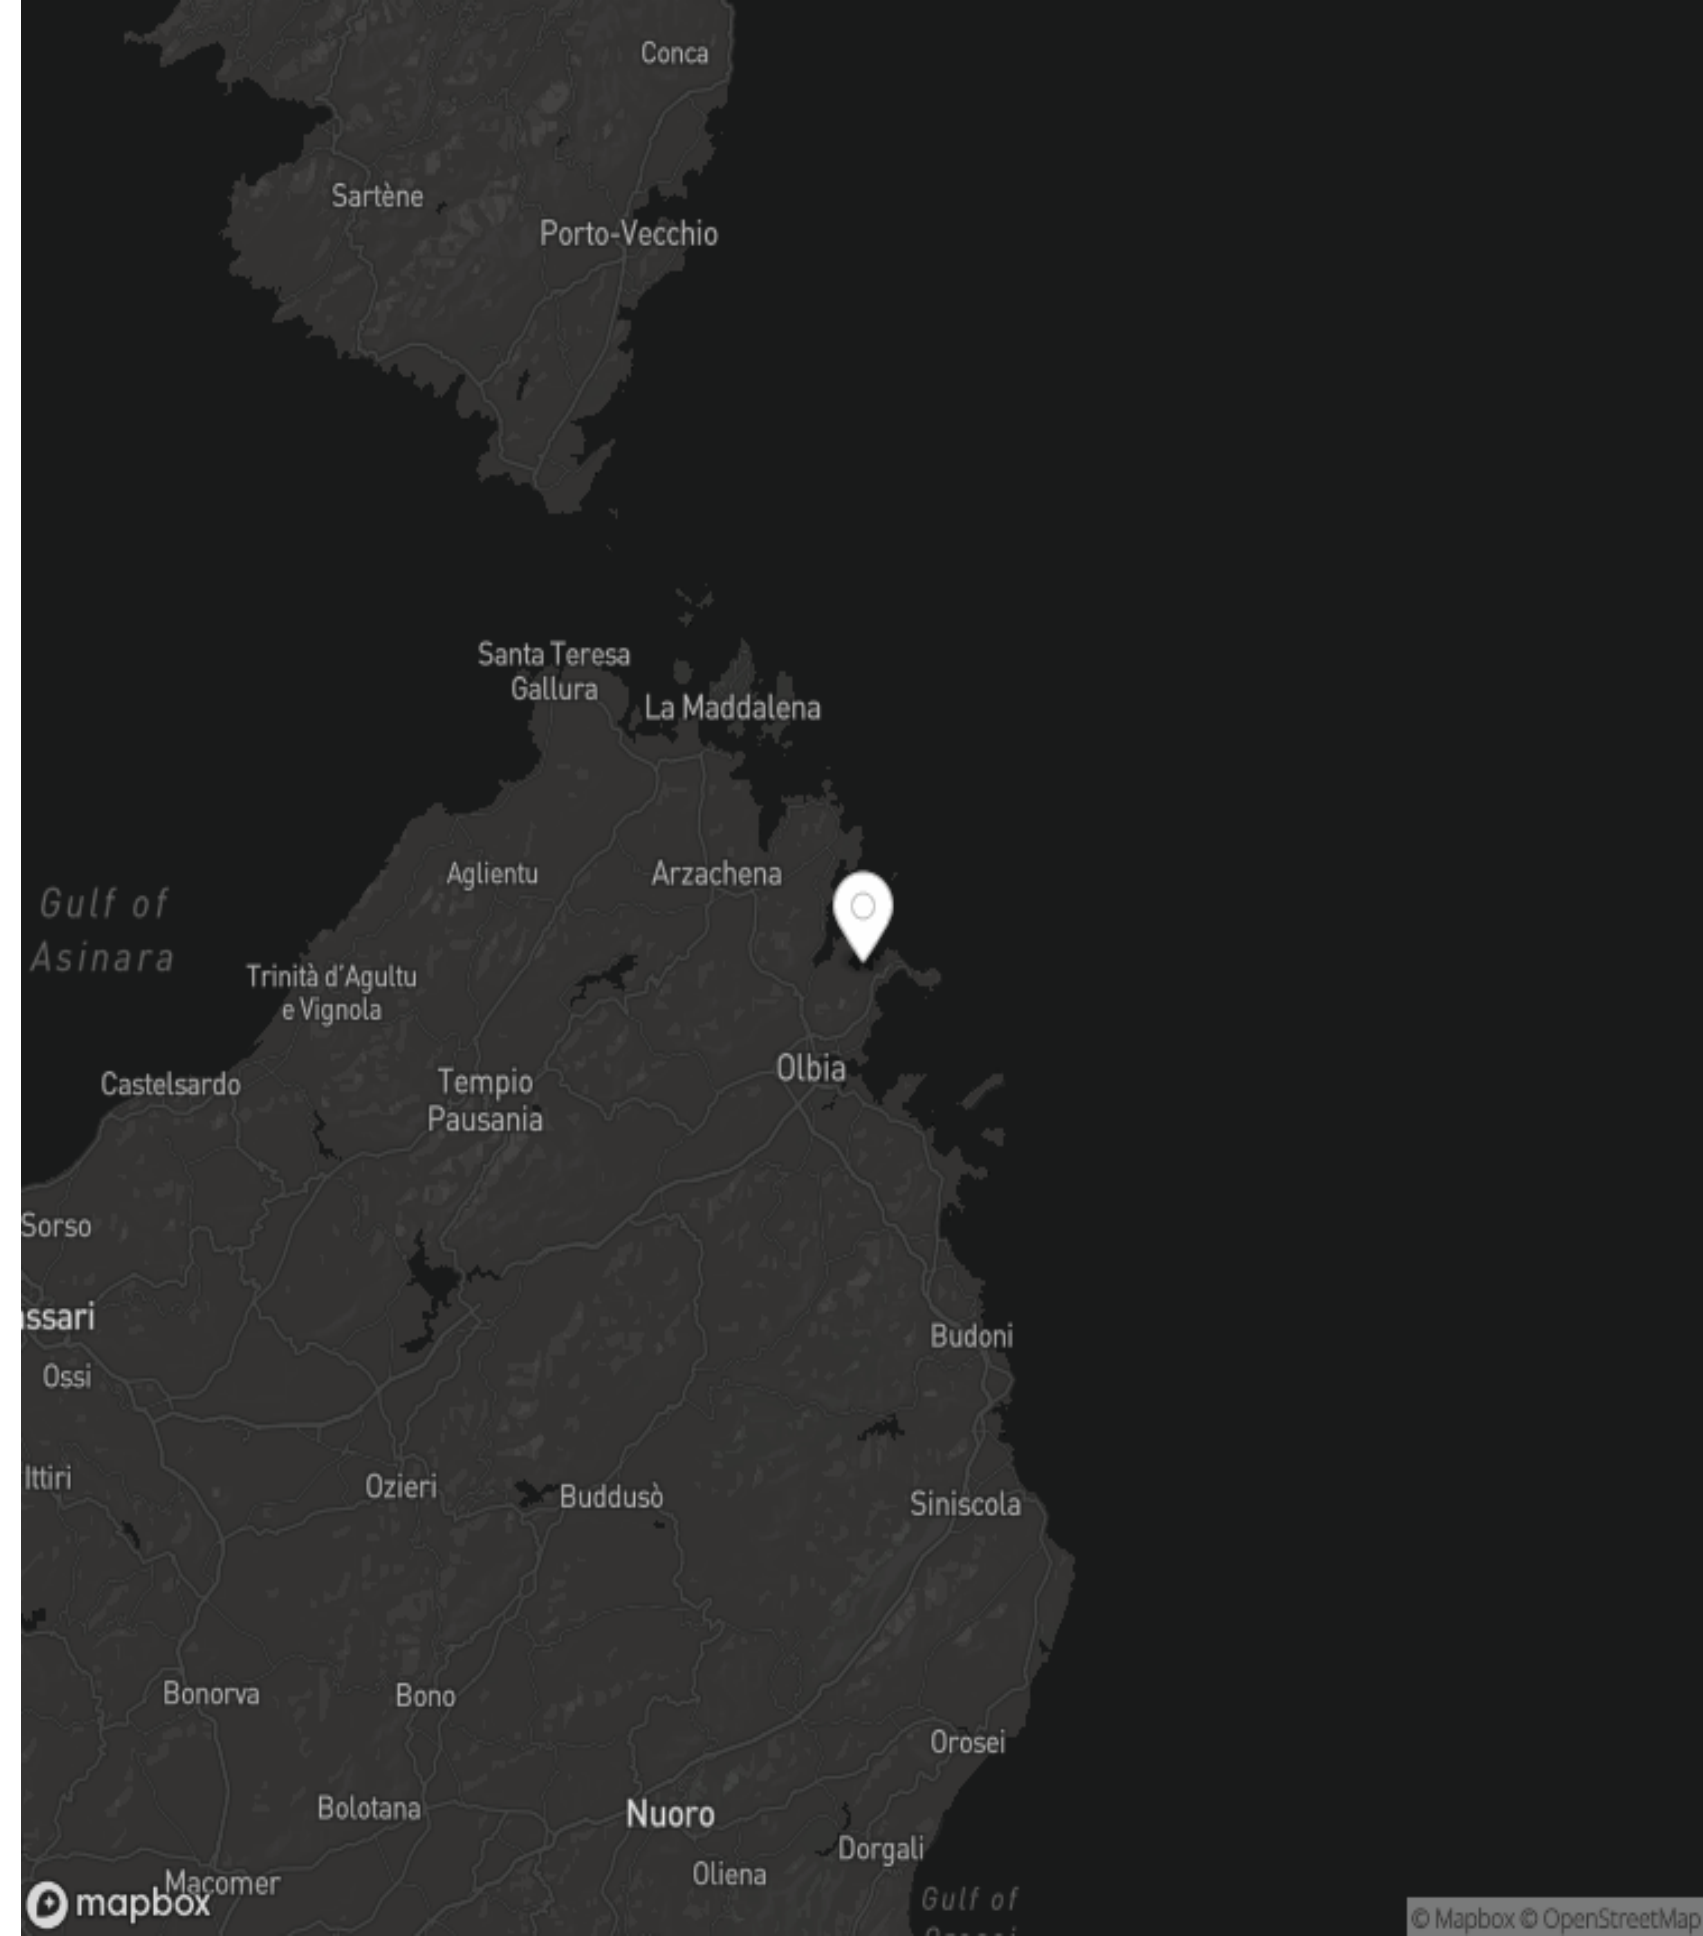 Conca
Sartène
Porto-Vecchio
Santa Teresa
Gallura
La Maddalena
Aglientu
Arzachena
Gulf of
Asinara
Trinità d'Agultu
e Vignola
Olbia
Castelsardo
Tempio
Pausania
Sorso
ssari
Budoni
Ossi
Ittiri
Ozieri
Buddusò
Siniscola
Bonorva
Bono
Orosei
Bolotana
Nuoro
Dorgali
Oliena
Macomer
mapbox
Gulf of
© Mapbox © OpenStreetMap